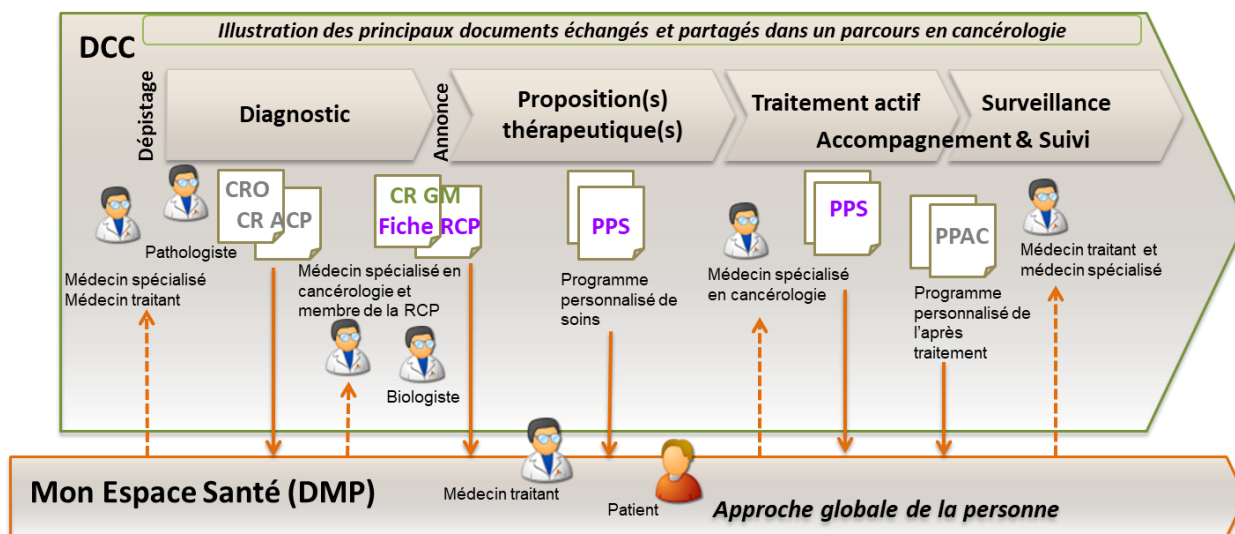 Illustration des principaux documents échangés et partagés dans un parcours en cancérologie
DCC
Dépistage
Diagnostic
Annonce
Proposition(s)
thérapeutique(s)
Traitement actif
Surveillance
Accompagnement & Suivi
Pathologiste
Médecin spécialisé
Médecin traitant
CRO
CR ACP
CR GM
Fiche RCP
Médecin spécialisé en
cancérologie et
membre de la RCP
Biologiste
PPS
Programme
personnalisé de
soins
Médecin spécialisé
en cancérologie
PPS
PPAC
Programme
personnalisé de
l'après
traitement
Médecin traitant et
médecin spécialisé
Mon Espace Santé (DMP)
Médecin traitant
Patient
Approche globale de la personne